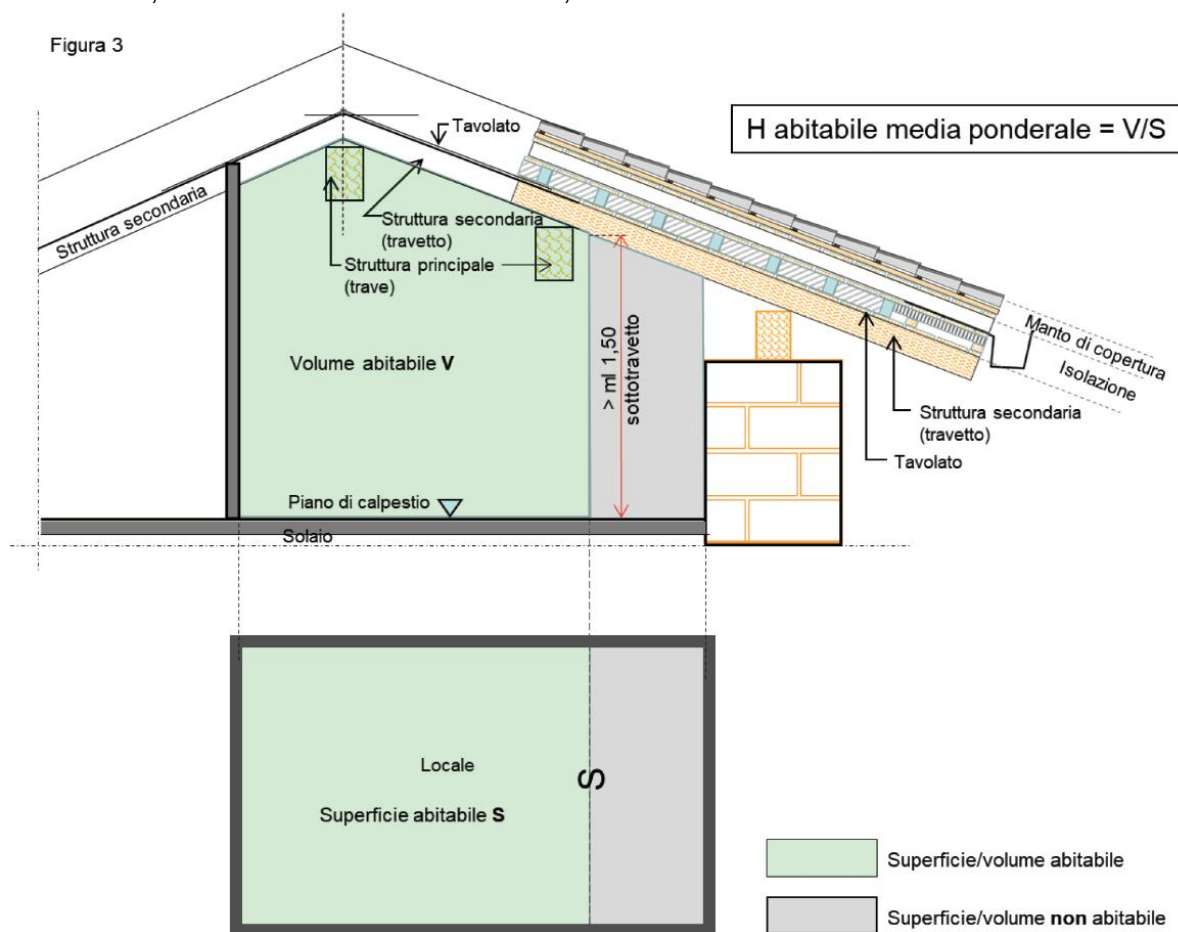 Figura 3
H abitabile media ponderale = V/S
Tavolato
Struttura secondaria
Struttura secondaria
(travetto)
Struttura principale
(trave)
Volume abitabile V
> ml 1,50
sottotravetto
Manto di copertura
Isolazione
Struttura secondaria
(travetto)
Tavolato
Piano di calpestio
Solaio
Locale
S
Superficie abitabile S
Superficie/volume abitabile
Superficie/volume non abitabile